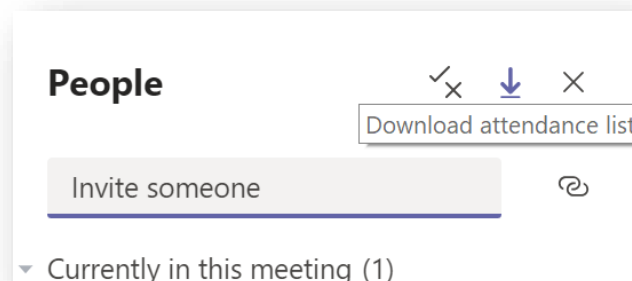 People
Download attendance list
Invite someone
Currently in this meeting (1)